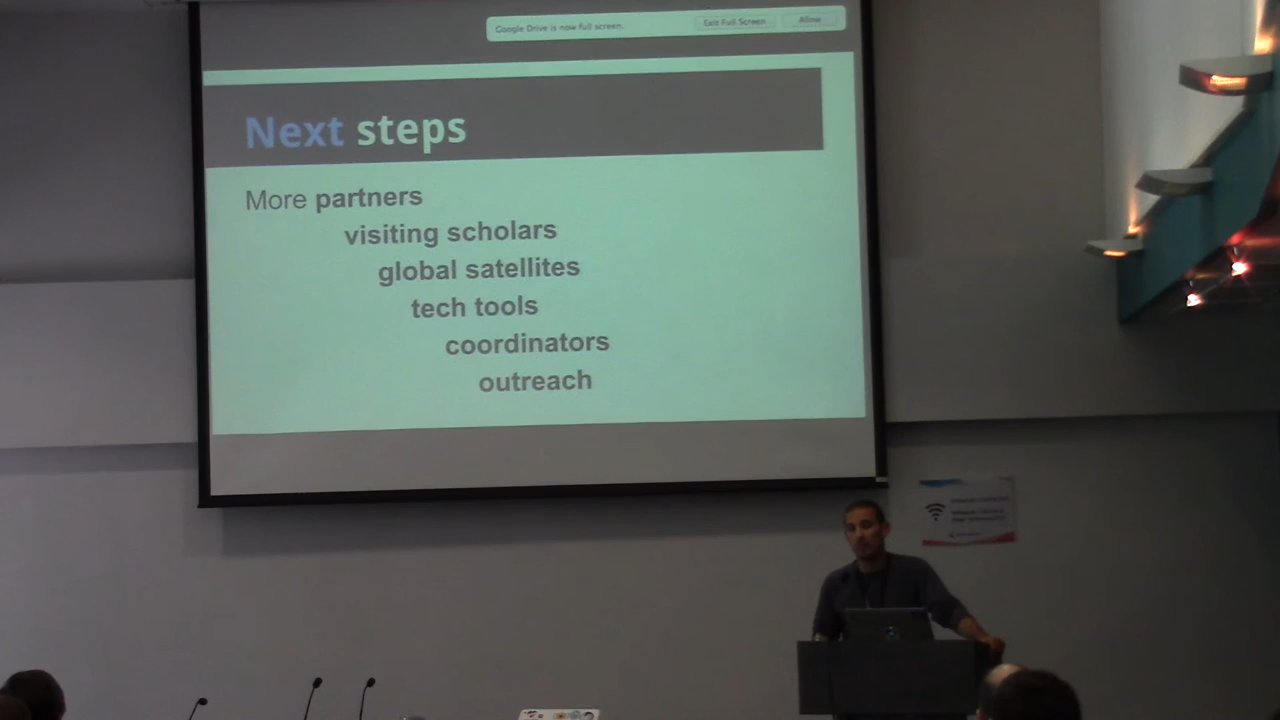 Google Drive is now full screen. Exit Full Screen Allow
Next steps
More partners
visiting scholars
global satellites
tech tools
coordinators
outreach